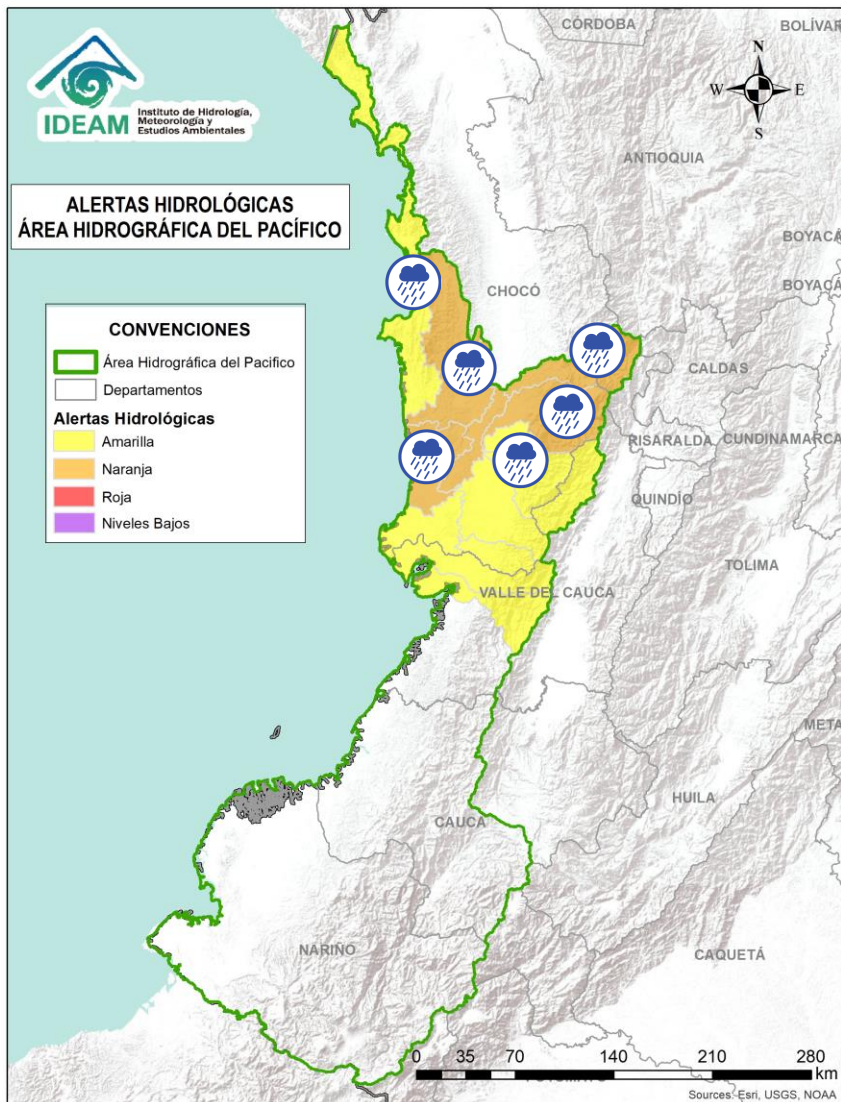 CÓRDOBA
BOLÍVAR
IDEAM
Instituto de Hidrología,
Meteorología y
Estudios Ambientales
N
W
E
S
ANTIOQUIA
ALERTAS HIDROLÓGICAS
ÁREA HIDROGRÁFICA DEL PACÍFICO
BOYACÁ
BOYACÁ
CHOCÓ
CONVENCIONES
Área Hidrográfica del Pacifico
Departamentos
Alertas Hidrológicas
Amarilla
Naranja
Roja
Niveles Bajos
CALDAS
RISARALDA
CUNDINAMARCA
QUINDÍO
TOLIMA
VALLE DEL CAUCA
META
HUILA
CAUCA
NARIÑO
CAQUETÁ
0 35 70 140 210 280
km
Sources: Esri, USGS, NOAA